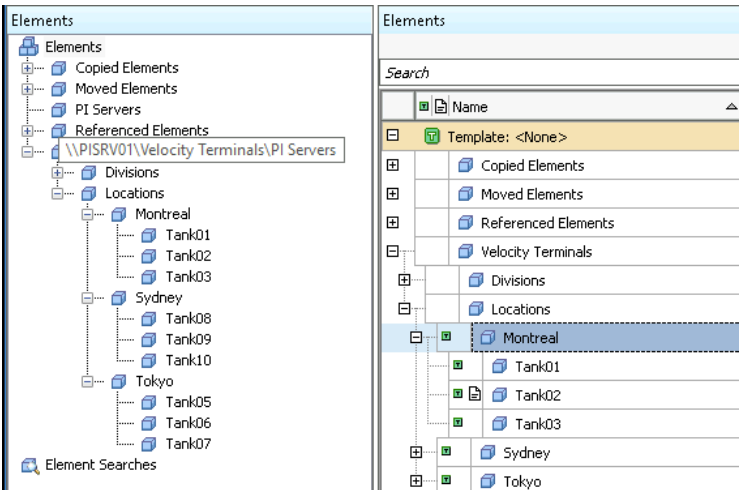 Elements
Elements
Copied Elements
Moved Elements
PI Servers
Referenced Elements
\\PISRV01\Velocity Terminals\PI Servers
Divisions
Locations
Montreal
Tank01
Tank02
Tank03
Sydney
Tank08
Tank09
Tank10
Tokyo
Tank05
Tank06
Tank07
Element Searches
Elements
Search
Name
Template: <None>
Copied Elements
Moved Elements
Referenced Elements
Velocity Terminals
Divisions
Locations
Montreal
Tank01
Tank02
Tank03
Sydney
Tokyo